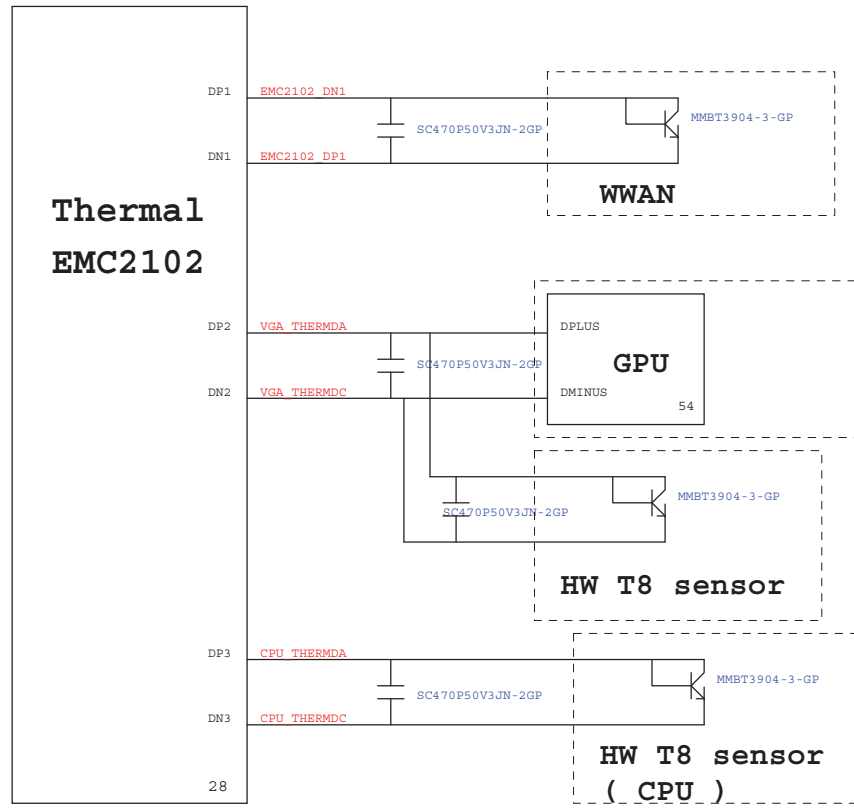 DP1 EMC2102_DN1
SC470P50V3JN-2GP
MMBT3904-3-GP
DN1 EMC2102_DP1
WWAN
Thermal
EMC2102
DP2 VGA_THERMDA
DPLUS
SC470P50V3JN-2GP
GPU
DN2 VGA_THERMDC
DMINUS
54
MMBT3904-3-GP
SC470P50V3JN-2GP
HW T8 sensor
DP3 CPU_THERMDA
MMBT3904-3-GP
SC470P50V3JN-2GP
DN3 CPU_THERMDC
HW T8 sensor
( CPU )
28